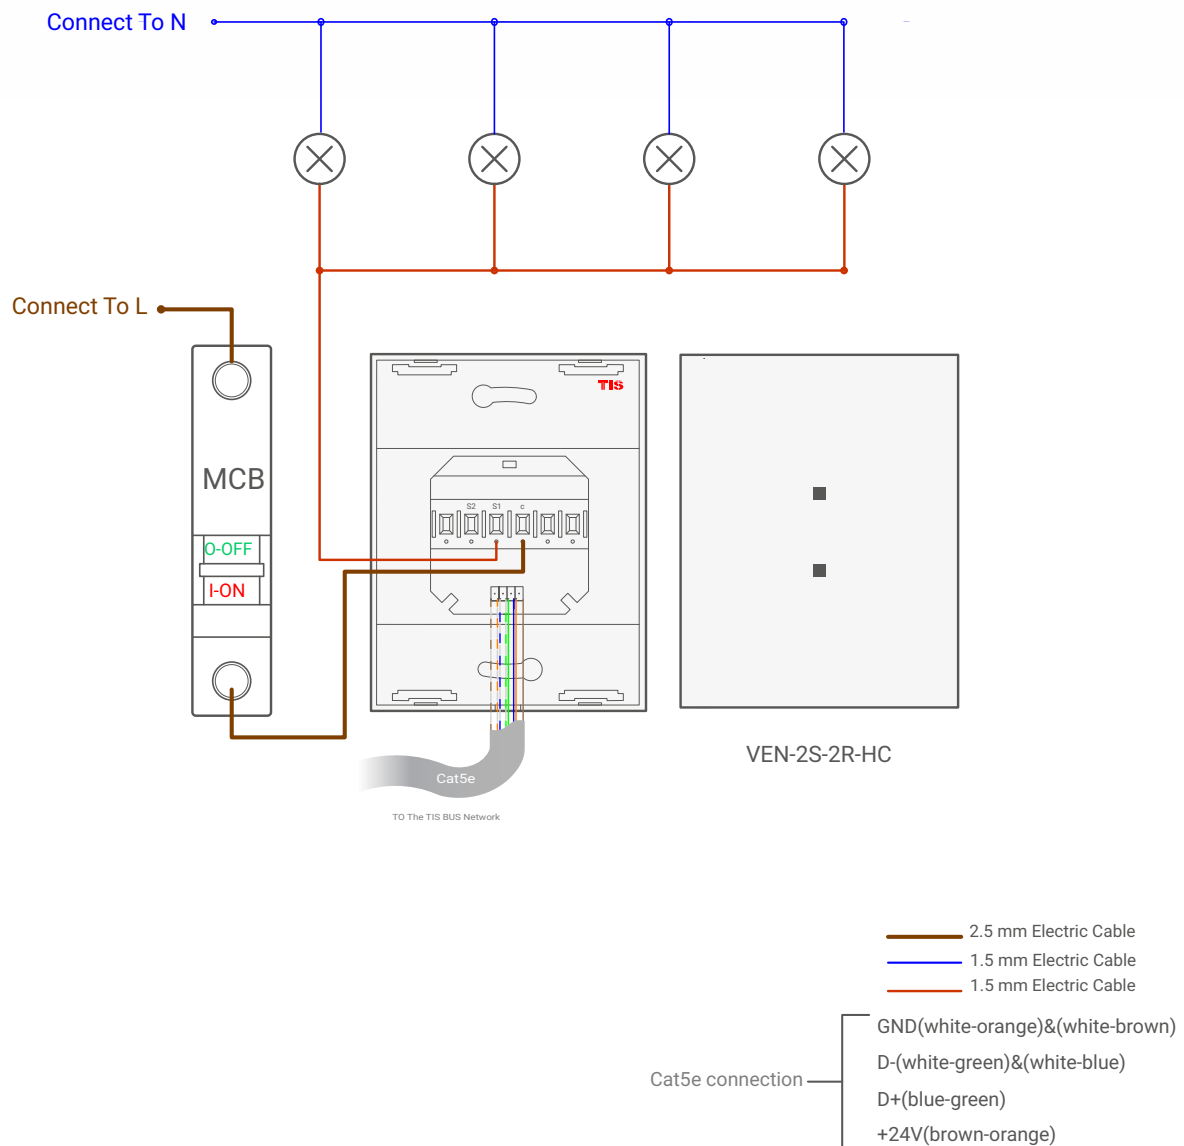 Connect To N
Connect To L
TIS
MCB
S2 S1 c
O-OFF
I-ON
VEN-2S-2R-HC
Cat5e
TO The TIS BUS Network
2.5 mm Electric Cable
1.5 mm Electric Cable
1.5 mm Electric Cable
GND(white-orange)&(white-brown)
D-(white-green)&(white-blue)
Cat5e connection
D+(blue-green)
+24V(brown-orange)